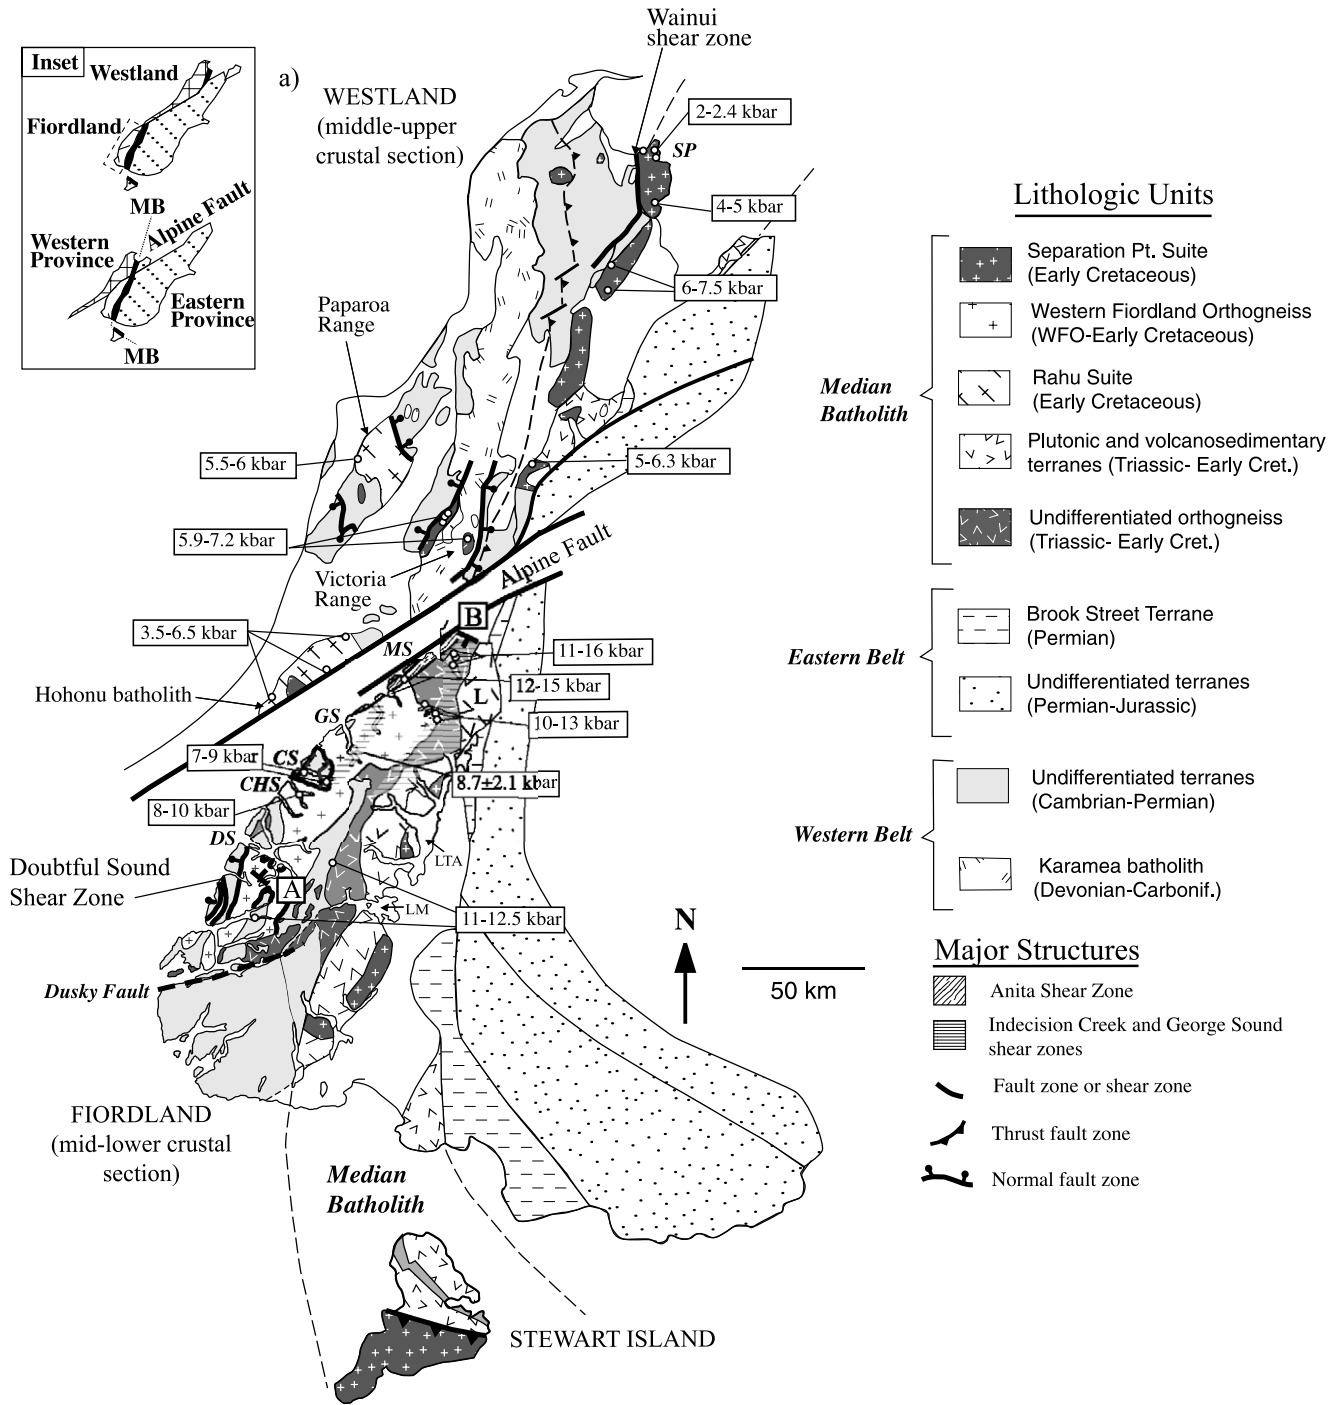 Inset
Westland
Fiordland
MB
Alpine Fault
Western
Province
Eastern
Province
MB
a)
WESTLAND
(middle-upper
crustal section)
Wainui
shear zone
2-2.4 kbar
SP
4-5 kbar
6-7.5 kbar
Paparoa
Range
5.5-6 kbar
5-6.3 kbar
5.9-7.2 kbar
Victoria
Range
Alpine Fault
B
3.5-6.5 kbar
MS
11-16 kbar
12-15 kbar
L
Hohonu batholith
GS
10-13 kbar
7-9 kbar
CS
CHS
8.7±2.1 kbar
8-10 kbar
DS
LTA
Doubtful Sound
Shear Zone
A
LM
11-12.5 kbar
N
50 km
Dusky Fault
FIORDLAND
(mid-lower crustal
section)
Median
Batholith
STEWART ISLAND
Lithologic Units
Median
Batholith
Separation Pt. Suite
(Early Cretaceous)
Western Fiordland Orthogneiss
(WFO-Early Cretaceous)
Rahu Suite
(Early Cretaceous)
Plutonic and volcanosedimentary
terranes (Triassic- Early Cret.)
Undifferentiated orthogneiss
(Triassic- Early Cret.)
Eastern Belt
Brook Street Terrane
(Permian)
Undifferentiated terranes
(Permian-Jurassic)
Western Belt
Undifferentiated terranes
(Cambrian-Permian)
Karamea batholith
(Devonian-Carbonif.)
Major Structures
Anita Shear Zone
Indecision Creek and George Sound
shear zones
Fault zone or shear zone
Thrust fault zone
Normal fault zone